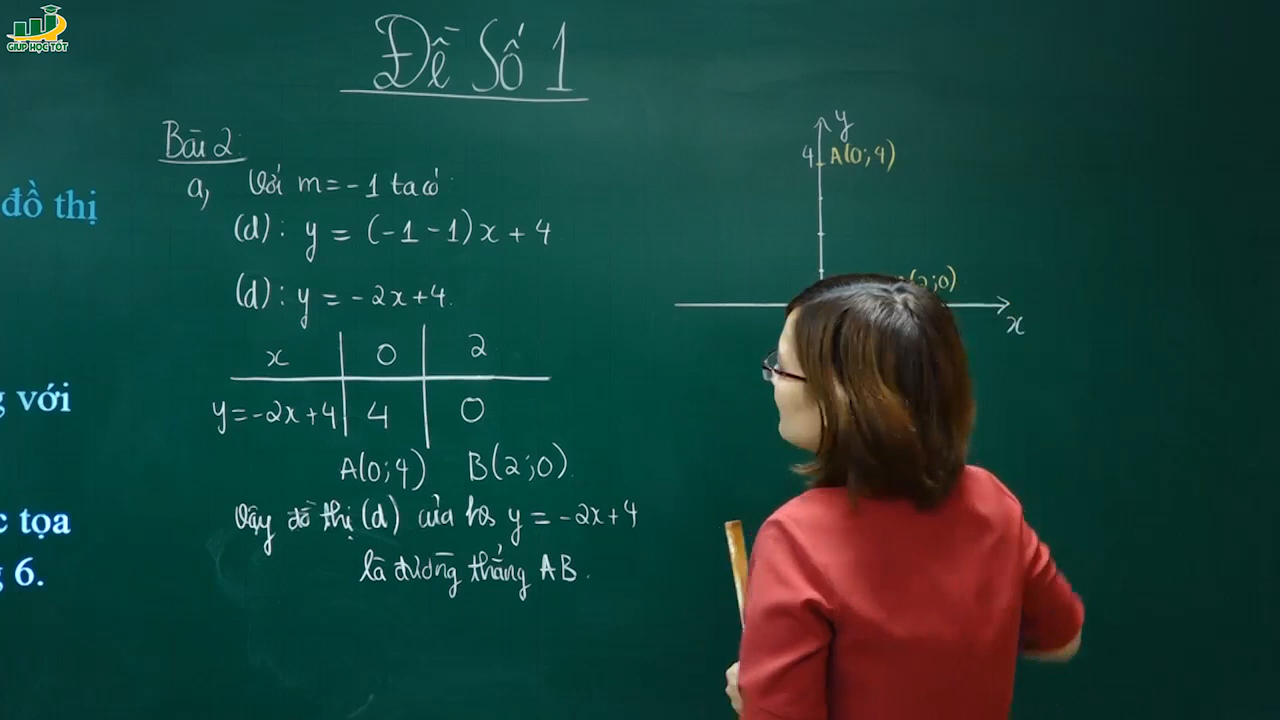 GIÚP HỌC TỐT
Đề Số 1
Bài 2:
a, Với m = -1 ta có
(d): y = (-1 - 1)x + 4
(d): y = -2x + 4.
x 0 2
y = -2x + 4 4 0
A(0; 4) B(2; 0).
Vậy đồ thị (d) của hs y = -2x + 4
là đường thẳng AB.
đồ thị
với
tọa
6.
y
4 A(0; 4)
(2; 0)
x